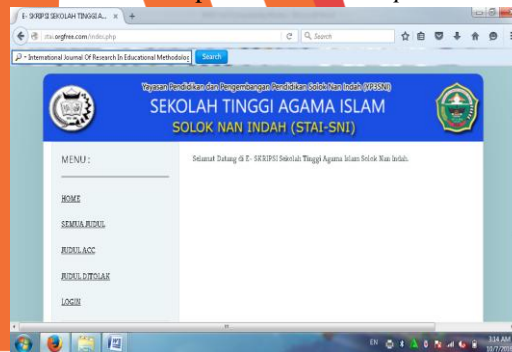 E- SKRIPSI SEKOLAH TINGGI A...
stai.orgfree.com/index.php
Search
International Journal Of Research In Educational Methodolog
Search
Yayasan Pendidikan dan Pengembangan Pendidikan Solok Nan Indah (YP3SNI)
SEKOLAH TINGGI AGAMA ISLAM
SOLOK NAN INDAH (STAI-SNI)
MENU :
Selamat Datang di E- SKRIPSI Sekolah Tinggi Agama Islam Solok Nan Indah.
HOME
SEMUA JUDUL
JUDUL ACC
JUDUL DITOLAK
LOGIN
EN
3:14 AM